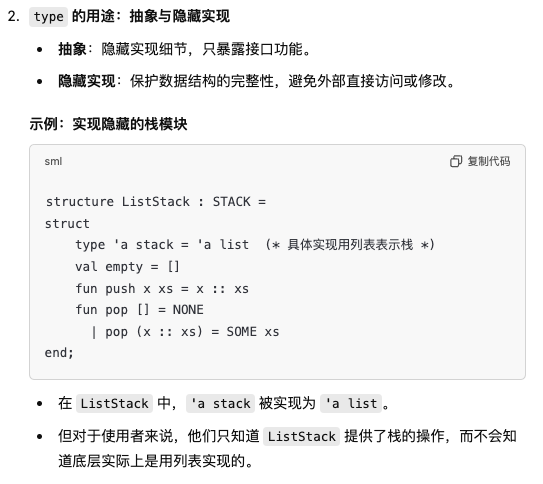 2. type 的用途：抽象与隐藏实现
• 抽象：隐藏实现细节，只暴露接口功能。
• 隐藏实现：保护数据结构的完整性，避免外部直接访问或修改。
示例：实现隐藏的栈模块
sml 复制代码
structure ListStack : STACK =
struct
    type 'a stack = 'a list  (* 具体实现用列表表示栈 *)
    val empty = []
    fun push x xs = x :: xs
    fun pop [] = NONE
      | pop (x :: xs) = SOME xs
end;
• 在 ListStack 中，'a stack 被实现为 'a list 。
• 但对于使用者来说，他们只知道 ListStack 提供了栈的操作，而不会知
道底层实际上是用列表实现的。